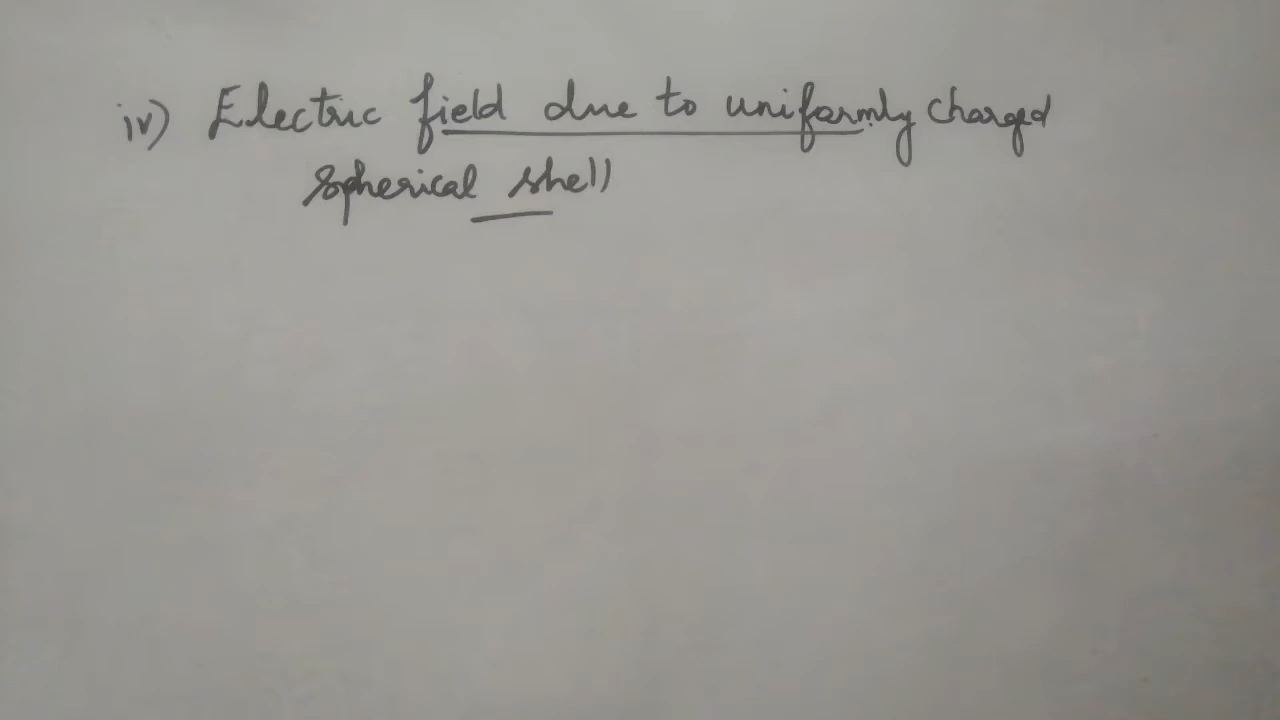 iv) Electric field due to uniformly charged
spherical shell